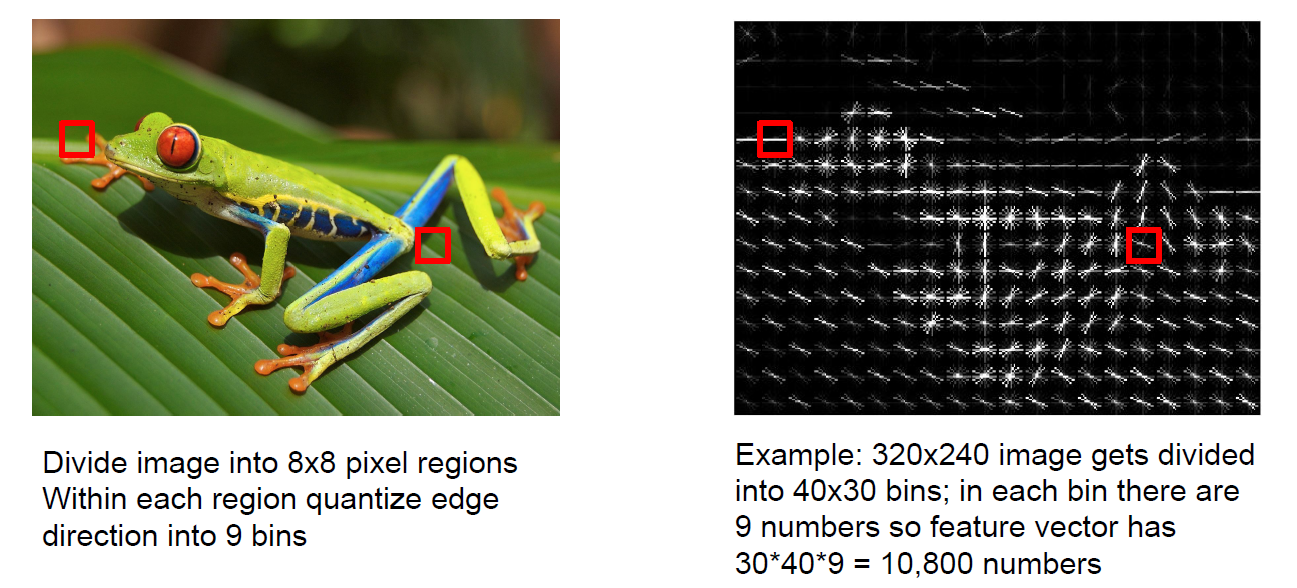 Divide image into 8x8 pixel regions
Within each region quantize edge
direction into 9 bins
Example: 320x240 image gets divided
into 40x30 bins; in each bin there are
9 numbers so feature vector has
30*40*9 = 10,800 numbers